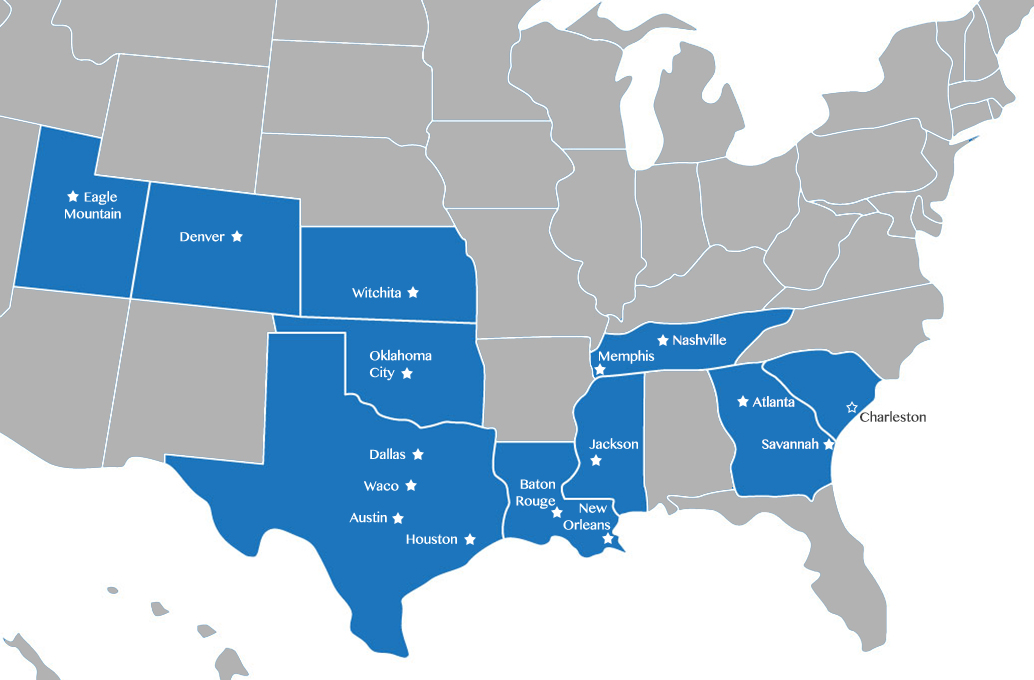 Eagle
Mountain
Denver
Witchita
Oklahoma
City
Nashville
Memphis
Atlanta
Charleston
Savannah
Jackson
Dallas
Waco
Austin
Houston
Baton
Rouge
New
Orleans